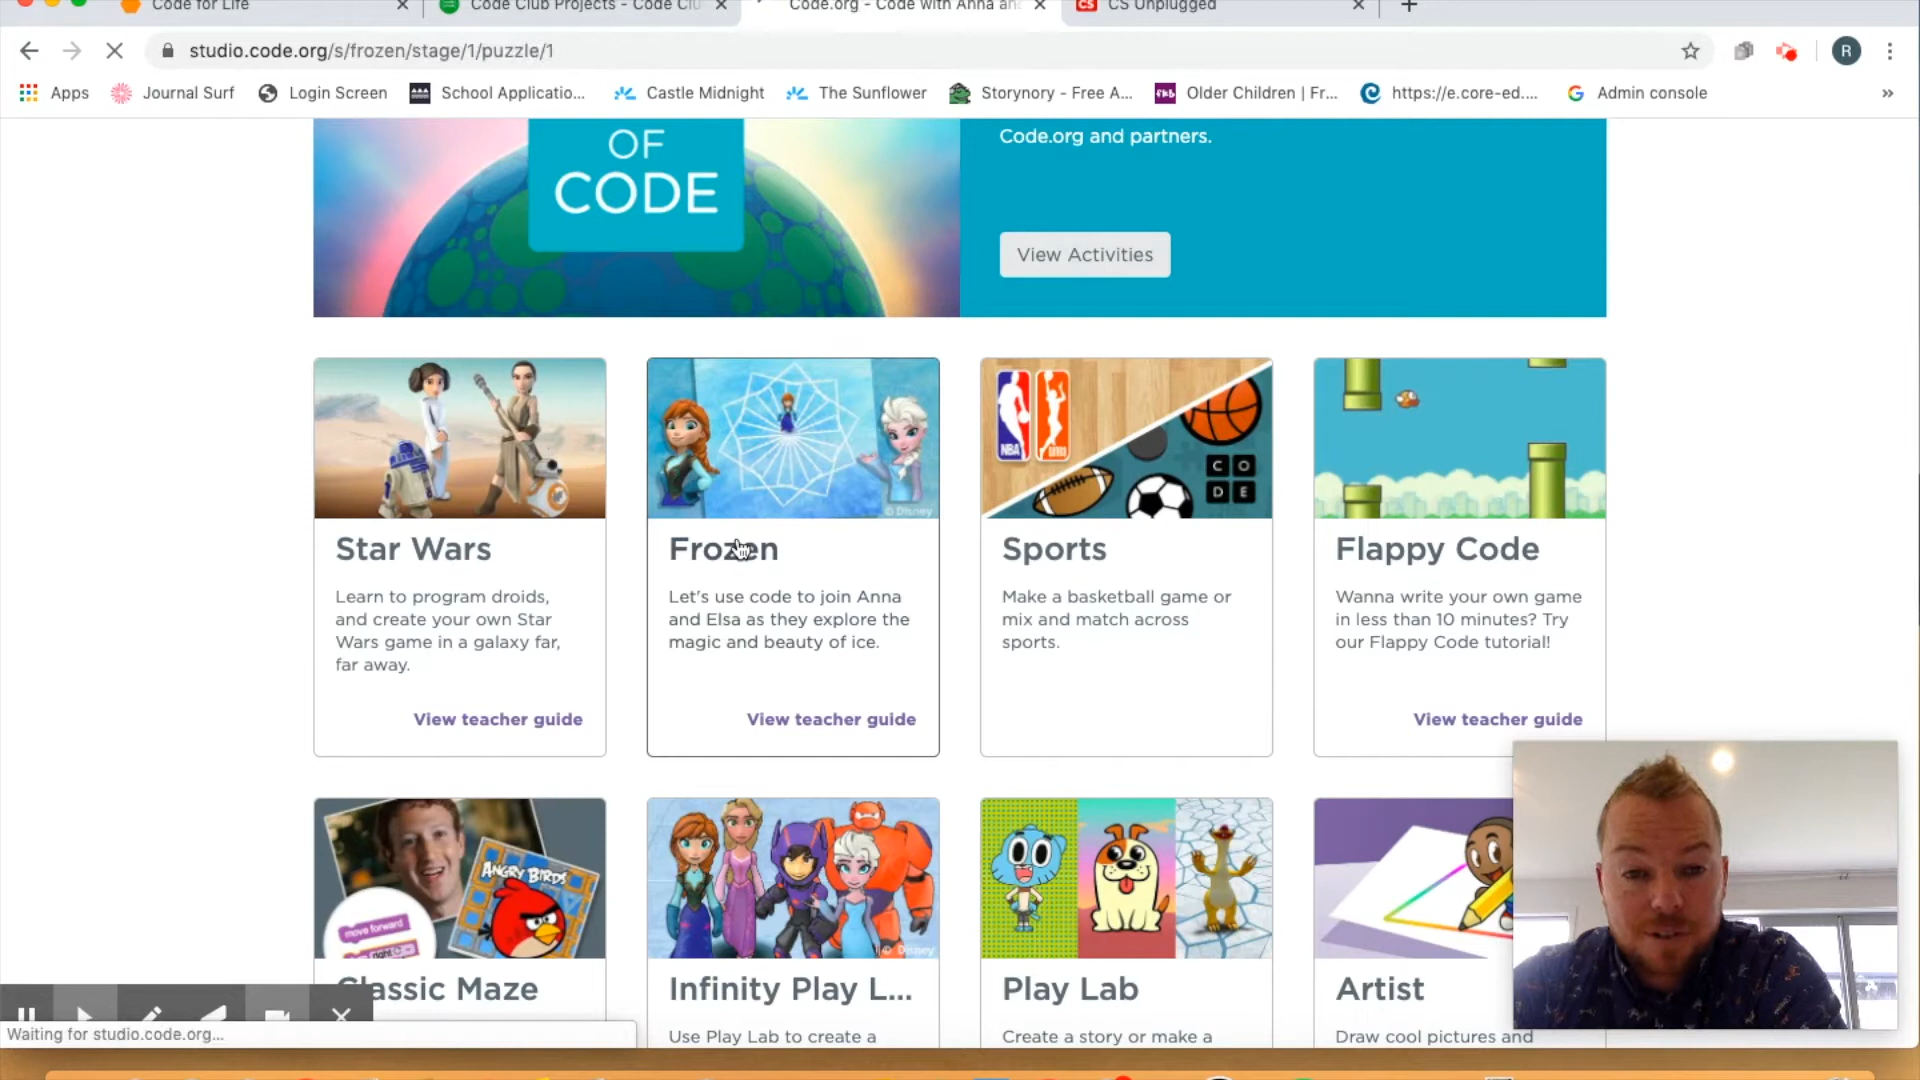 Code for Life
Code Club Projects - Code Clu
Code.org - Code with Anna an
CS Unplugged
studio.code.org/s/frozen/stage/1/puzzle/1
R
Apps
Journal Surf
Login Screen
School Applicatio...
Castle Midnight
The Sunflower
Storynory - Free A...
Older Children | Fr...
https://e.core-ed....
Admin console
OF
CODE
Code.org and partners.
View Activities
© Disney
NBA
C O
D E
Star Wars
Learn to program droids,
and create your own Star
Wars game in a galaxy far,
far away.
View teacher guide
Frozen
Let's use code to join Anna
and Elsa as they explore the
magic and beauty of ice.
View teacher guide
Sports
Make a basketball game or
mix and match across
sports.
Flappy Code
Wanna write your own game
in less than 10 minutes? Try
our Flappy Code tutorial!
View teacher guide
ANGRY BIRDS
move forward
© Disney
Classic Maze
Infinity Play L...
Use Play Lab to create a
Play Lab
Create a story or make a
Artist
Draw cool pictures and
Waiting for studio.code.org...